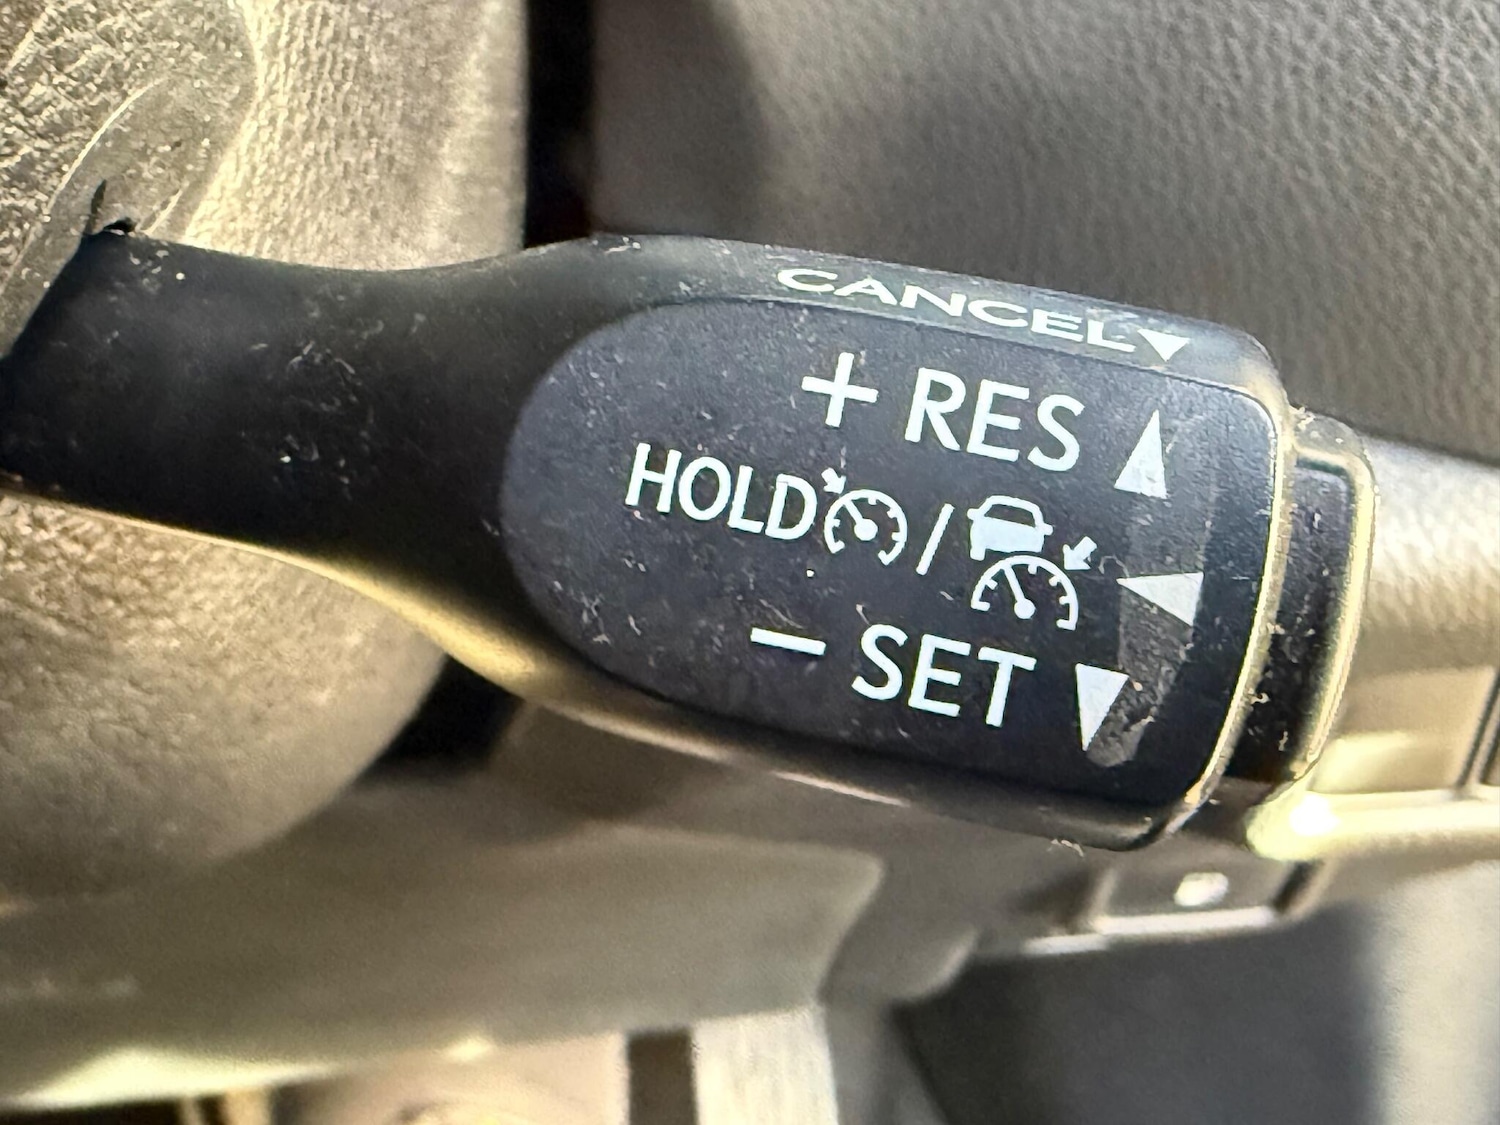 CANCEL▼
+ RES ▲
HOLD / ◀
− SET ▼